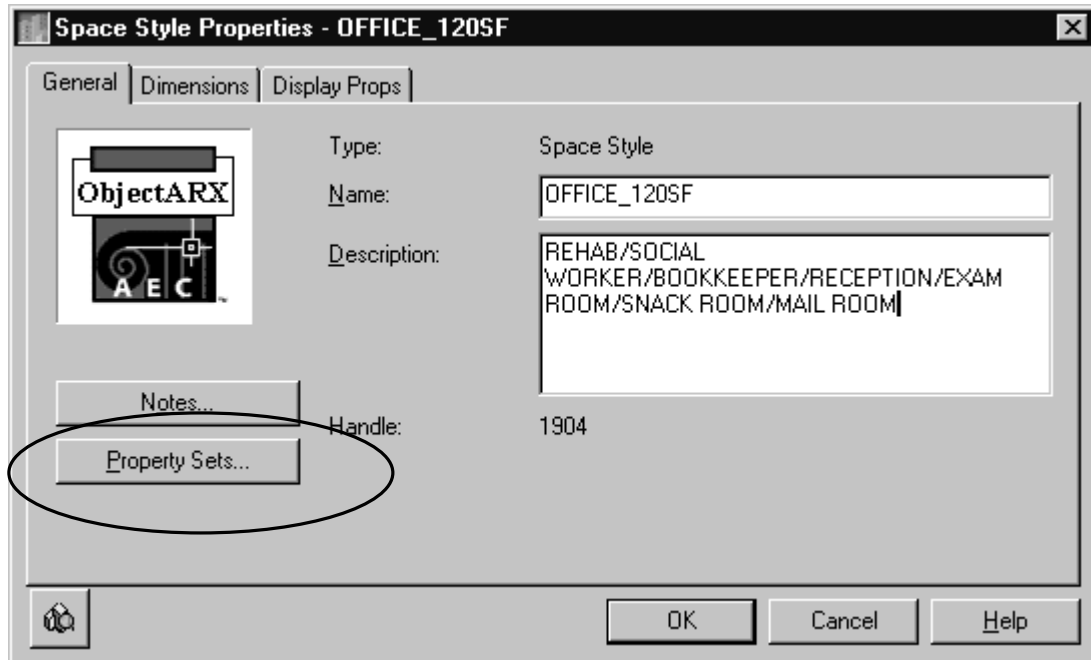 Space Style Properties - OFFICE_120SF
General
Dimensions
Display Props
ObjectARX
AEC™
Type:
Space Style
Name:
OFFICE_120SF
Description:
REHAB/SOCIAL
WORKER/BOOKKEEPER/RECEPTION/EXAM
ROOM/SNACK ROOM/MAIL ROOM
Notes...
Handle:
1904
Property Sets...
OK
Cancel
Help